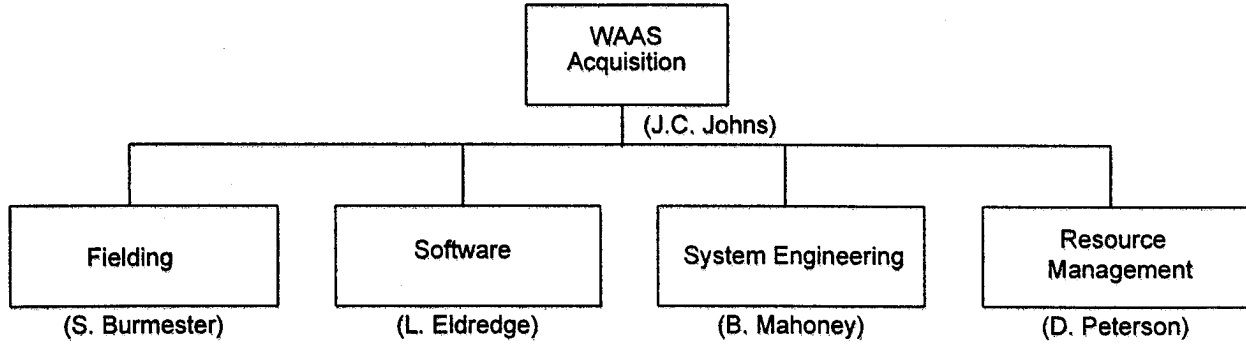 WAAS
Acquisition
(J.C. Johns)
Fielding
Software
System Engineering
Resource
Management
(S. Burmester)
(L. Eldredge)
(B. Mahoney)
(D. Peterson)